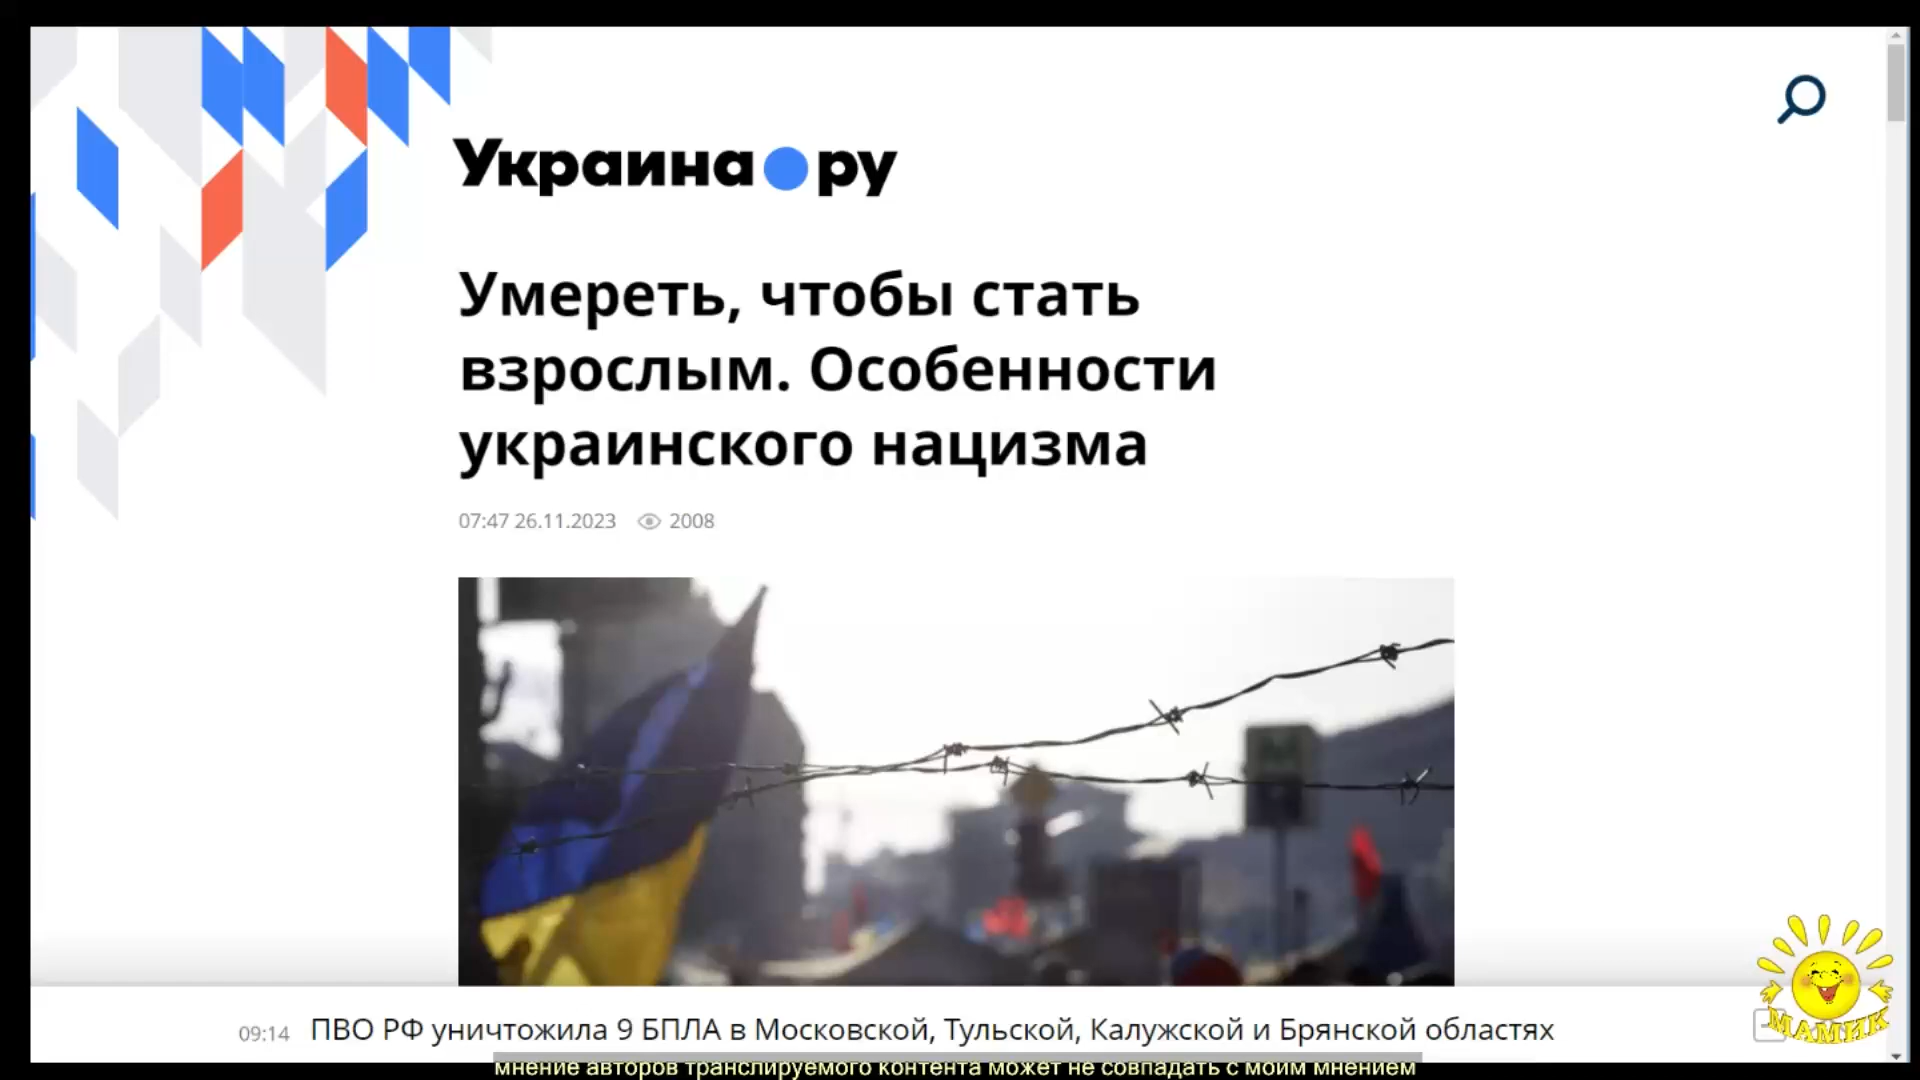 Украина ру
Умереть, чтобы стать
взрослым. Особенности
украинского нацизма
07:47 26.11.2023 2008
09:14 ПВО РФ уничтожила 9 БПЛА в Московской, Тульской, Калужской и Брянской областях
МАМИК
мнение авторов транслируемого контента может не совпадать с моим мнением